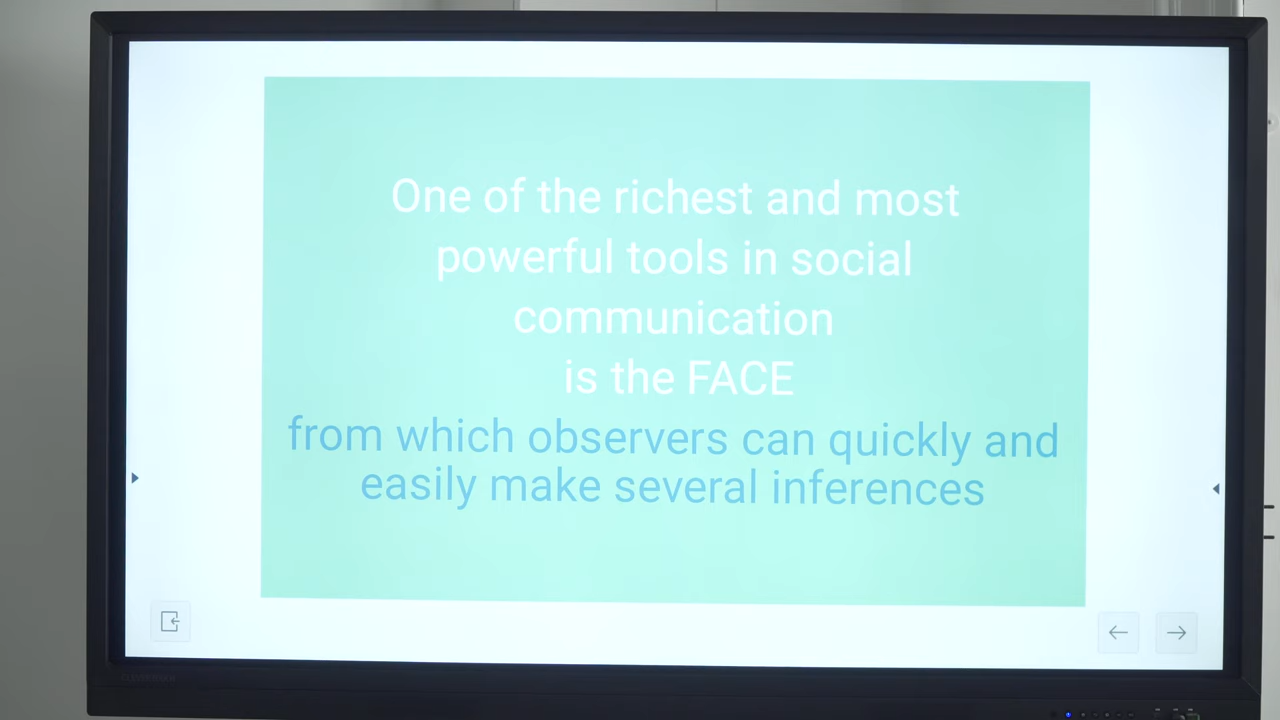 One of the richest and most
powerful tools in social
communication
is the FACE
from which observers can quickly and
easily make several inferences